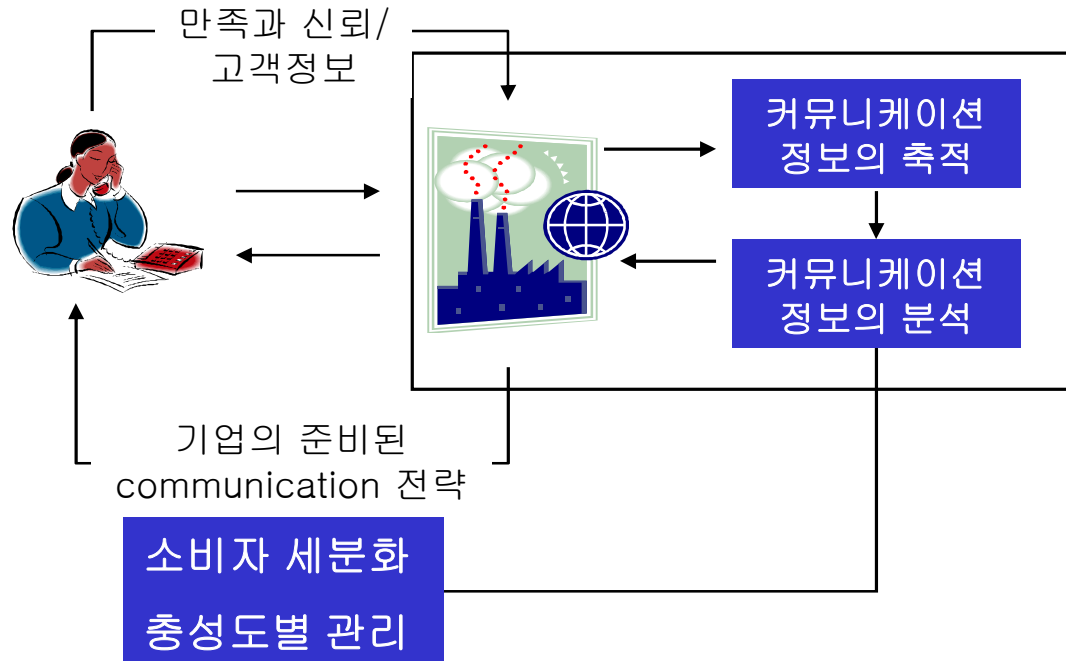 만족과 신뢰/
고객정보
커뮤니케이션
정보의 축적
커뮤니케이션
정보의 분석
기업의 준비된
communication 전략
소비자 세분화
충성도별 관리